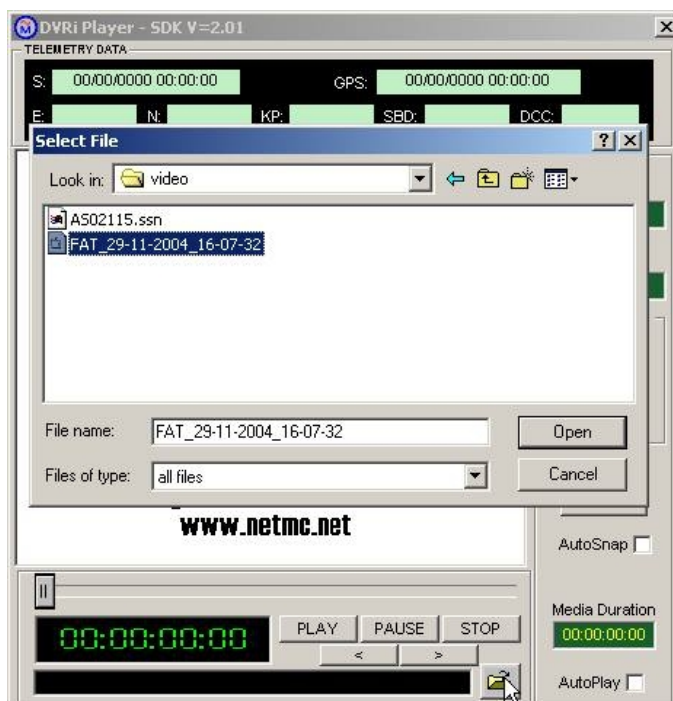 DVRi Player - SDK V=2.01
TELEMETRY DATA
S: 00/00/0000 00:00:00 GPS: 00/00/0000 00:00:00
E: N: KP: SBD: DCC:
Select File
Look in: video
AS02115.ssn
FAT_29-11-2004_16-07-32
File name: FAT_29-11-2004_16-07-32 Open
Files of type: all files Cancel
www.netmc.net
AutoSnap
Media Duration
00:00:00:00 PLAY PAUSE STOP 00:00:00:00
< >
AutoPlay